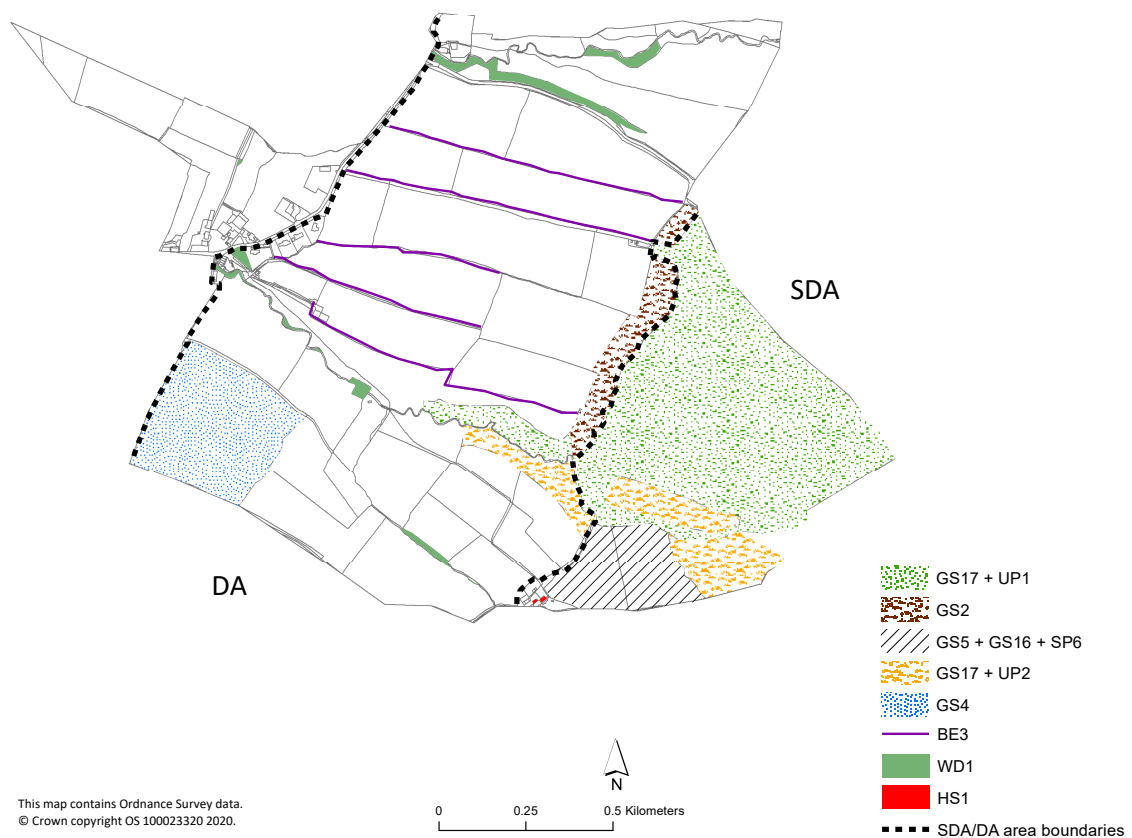 SDA
DA
GS17 + UP1
GS2
GS5 + GS16 + SP6
GS17 + UP2
GS4
BE3
WD1
HS1
SDA/DA area boundaries
N
0 0.25 0.5 Kilometers
This map contains Ordnance Survey data.
© Crown copyright OS 100023320 2020.